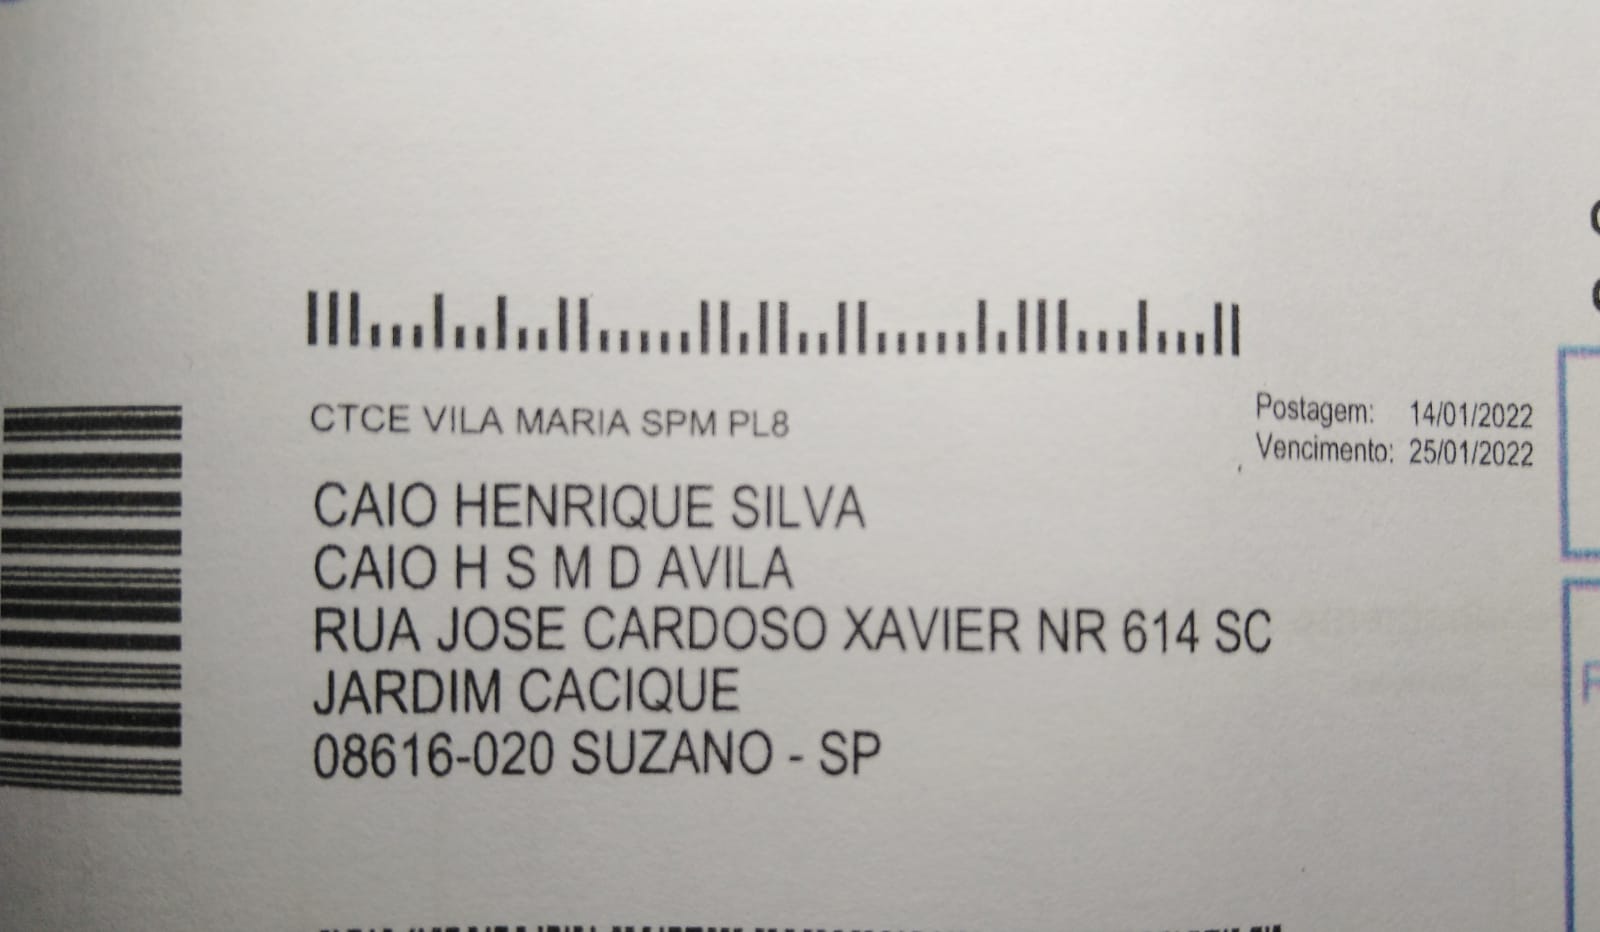 CTCE VILA MARIA SPM PL8
Postagem: 14/01/2022
Vencimento: 25/01/2022
CAIO HENRIQUE SILVA
CAIO H S M D AVILA
RUA JOSE CARDOSO XAVIER NR 614 SC
JARDIM CACIQUE
08616-020 SUZANO - SP